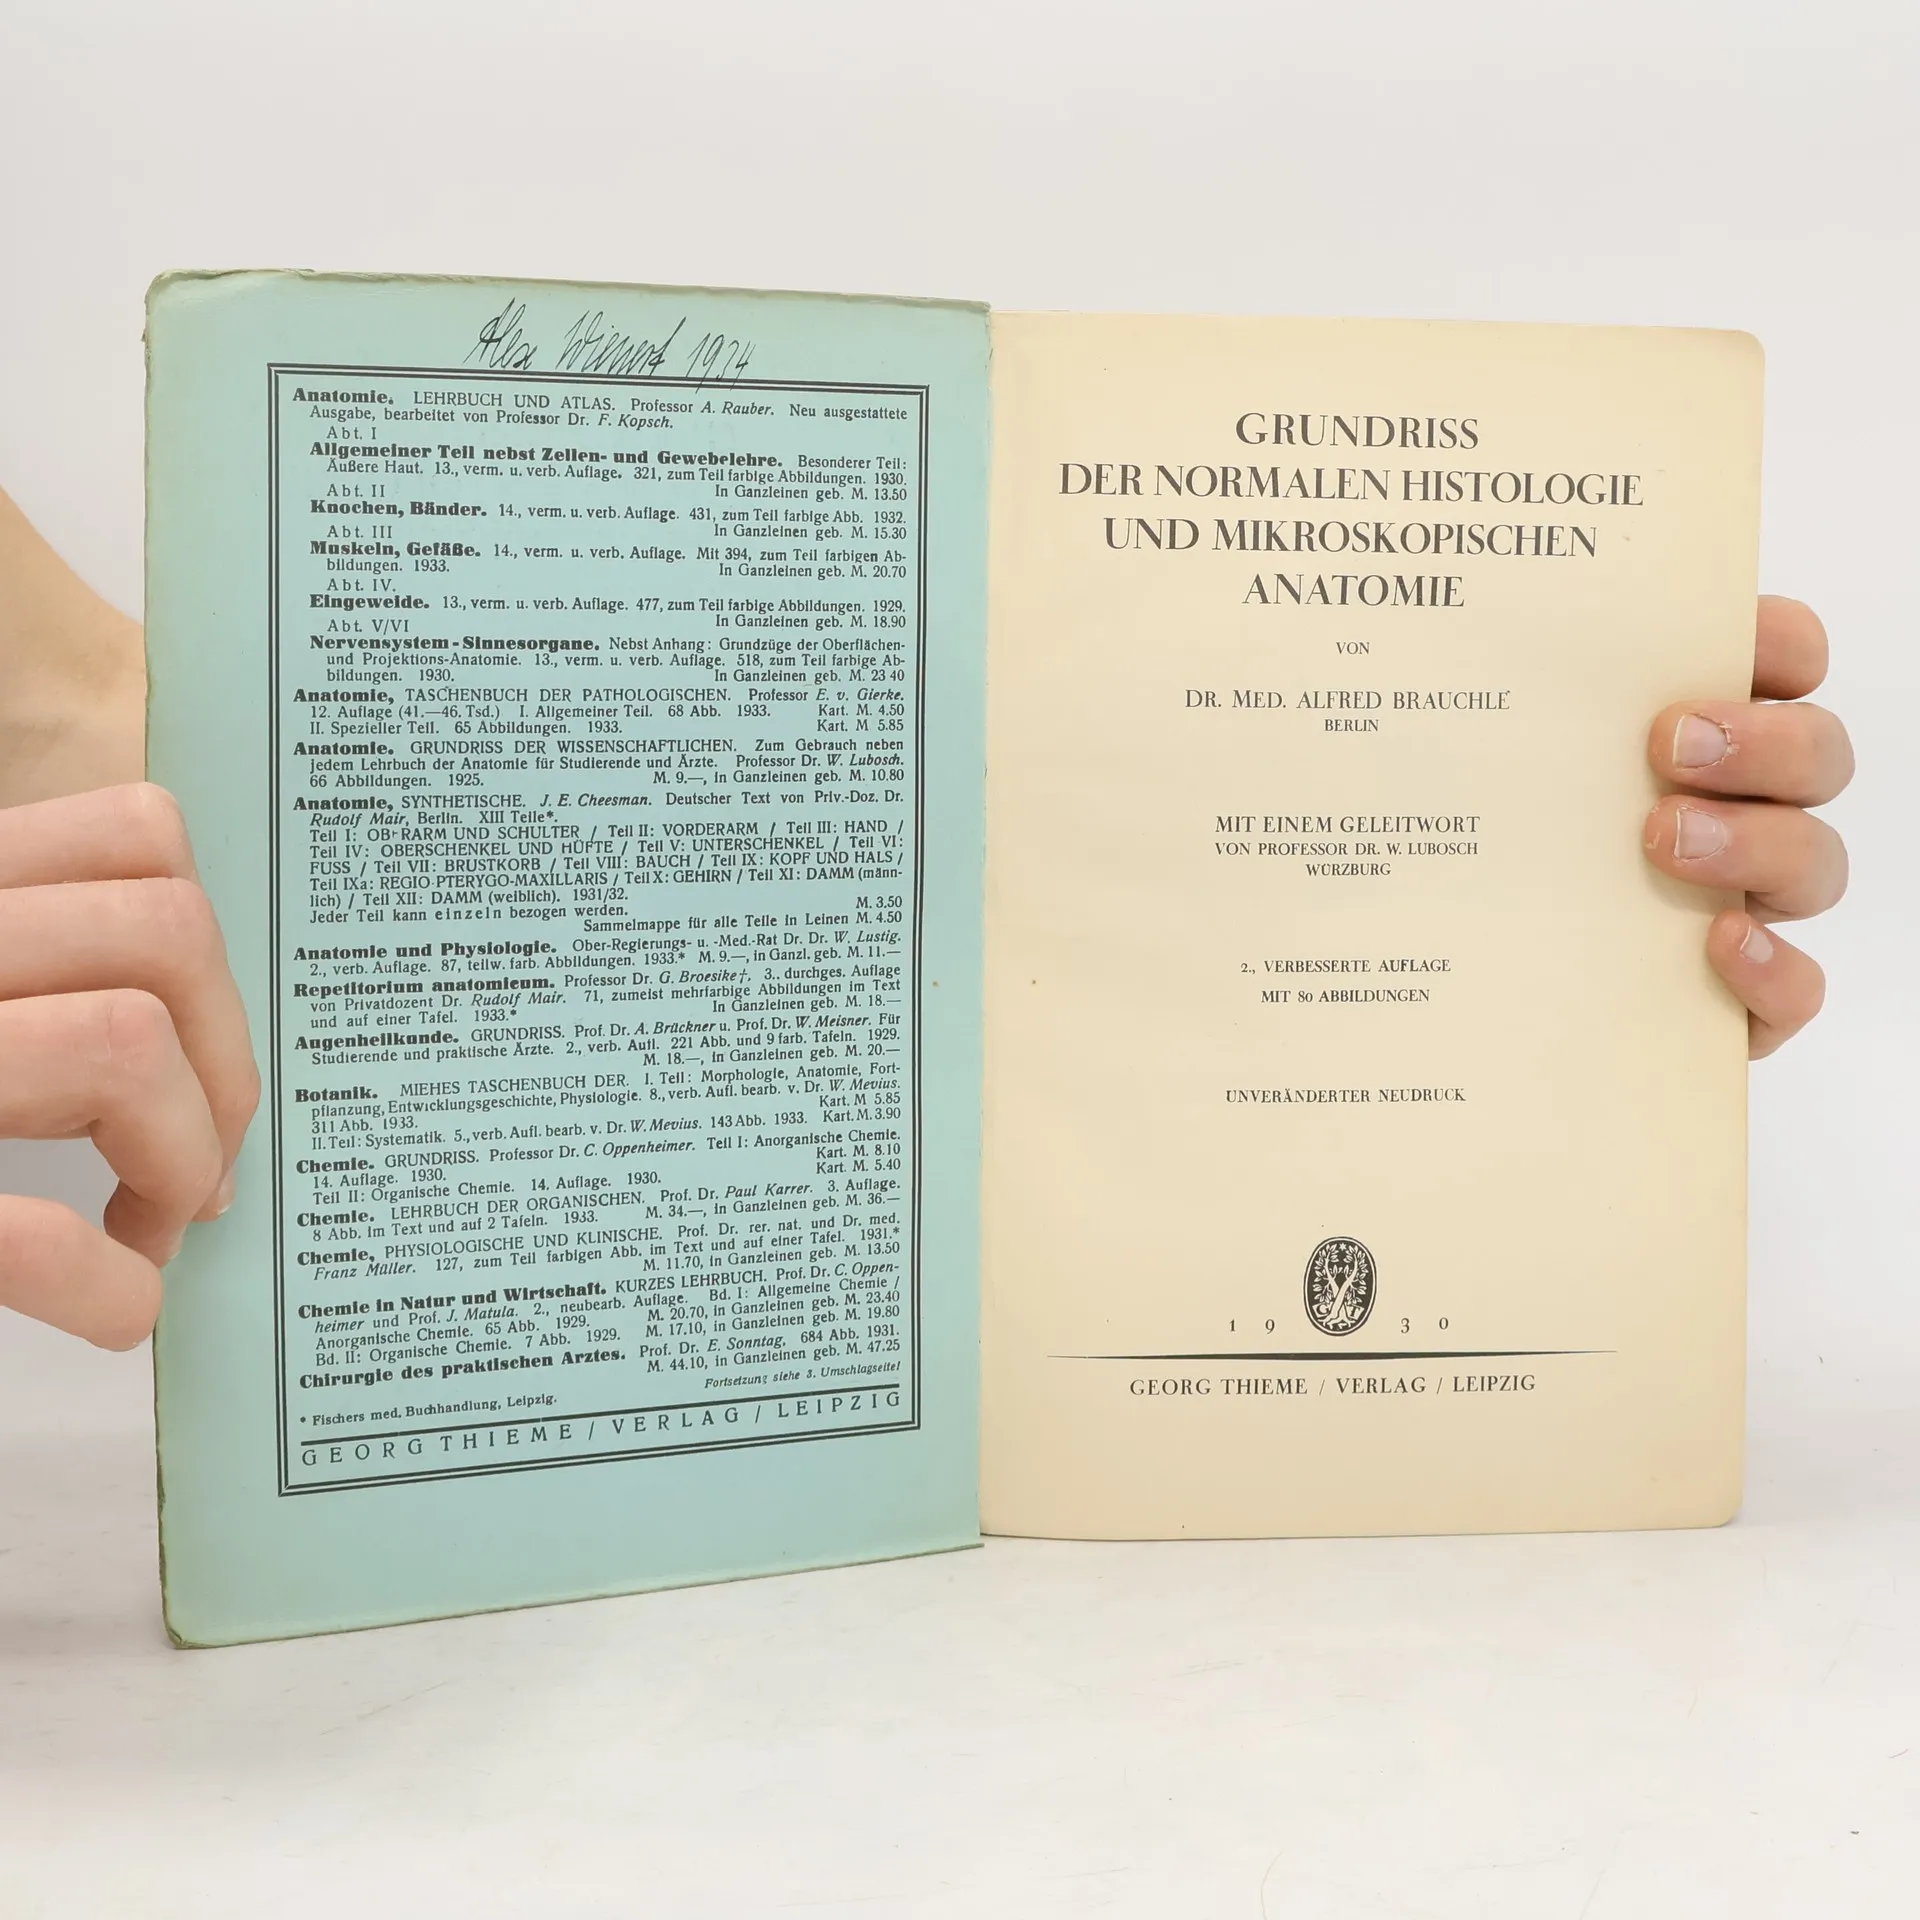 Alex Wienert 1934
Anatomie. LEHRBUCH UND ATLAS. Professor A. Rauber. Neu ausgestattete
Ausgabe, bearbeitet von Professor Dr. F. Kopsch.
Abt. I
Allgemeiner Teil nebst Zellen- und Gewebelehre. Besonderer Teil:
Äußere Haut. 13., verm. u. verb. Auflage. 321, zum Teil farbige Abbildungen. 1930.
Abt. II In Ganzleinen geb. M. 13.50
Knochen, Bänder. 14., verm. u. verb. Auflage. 431, zum Teil farbige Abb. 1932.
Abt. III In Ganzleinen geb. M. 15.30
Muskeln, Gefäße. 14., verm. u. verb. Auflage. Mit 394, zum Teil farbigen Ab-
bildungen. 1933. In Ganzleinen geb. M. 20.70
Abt. IV.
Eingeweide. 13., verm. u. verb. Auflage. 477, zum Teil farbige Abbildungen. 1929.
Abt. V/VI In Ganzleinen geb. M. 18.90
Nervensystem-Sinnesorgane. Nebst Anhang: Grundzüge der Oberflächen-
und Projektions-Anatomie. 13., verm. u. verb. Auflage. 518, zum Teil farbige Ab-
bildungen. 1930. In Ganzleinen geb. M. 23 40
Anatomie, TASCHENBUCH DER PATHOLOGISCHEN. Professor E. v. Gierke.
12. Auflage (41.—46. Tsd.) I. Allgemeiner Teil. 68 Abb. 1933. Kart. M. 4.50
II. Spezieller Teil. 65 Abbildungen. 1933. Kart. M. 5.85
Anatomie. GRUNDRISS DER WISSENSCHAFTLICHEN. Zum Gebrauch neben
jedem Lehrbuch der Anatomie für Studierende und Ärzte. Professor Dr. W. Lubosch.
66 Abbildungen. 1925. M. 9.—, in Ganzleinen geb. M. 10.80
Anatomie, SYNTHETISCHE. J. E. Cheesman. Deutscher Text von Priv.-Doz. Dr.
Rudolf Mair, Berlin. XIII Teile*.
Teil I: OBERARM UND SCHULTER / Teil II: VORDERARM / Teil III: HAND /
Teil IV: OBERSCHENKEL UND HÜFTE / Teil V: UNTERSCHENKEL / Teil VI:
FUSS / Teil VII: BRUSTKORB / Teil VIII: BAUCH / Teil IX: KOPF UND HALS /
Teil IXa: REGIO PTERYGO-MAXILLARIS / Teil X: GEHIRN / Teil XI: DAMM (männ-
lich) / Teil XII: DAMM (weiblich). 1931/32.
Jeder Teil kann einzeln bezogen werden. M. 3.50
Sammelmappe für alle Teile in Leinen M. 4.50
Anatomie und Physiologie. Ober-Regierungs- u. -Med.-Rat Dr. Dr. W. Lustig.
2., verb. Auflage. 87, teilw. farb. Abbildungen. 1933.* M. 9.—, in Ganzl. geb. M. 11.—
Repetitorium anatomicum. Professor Dr. G. Broesike†. 3., durchges. Auflage
von Privatdozent Dr. Rudolf Mair. 71, zumeist mehrfarbige Abbildungen im Text
und auf einer Tafel. 1933.* In Ganzleinen geb. M. 18.—
Augenheilkunde. GRUNDRISS. Prof. Dr. A. Brückner u. Prof. Dr. W. Meisner. Für
Studierende und praktische Ärzte. 2., verb. Aufl. 221 Abb. und 9 farb. Tafeln. 1929.
M. 18.—, in Ganzleinen geb. M. 20.—
Botanik. MIEHES TASCHENBUCH DER. I. Teil: Morphologie, Anatomie, Fort-
pflanzung, Entwicklungsgeschichte, Physiologie. 8., verb. Aufl. bearb. v. Dr. W. Mevius.
311 Abb. 1933. Kart. M 5.85
II. Teil: Systematik. 5., verb. Aufl. bearb. v. Dr. W. Mevius. 143 Abb. 1933. Kart. M. 3.90
Chemie. GRUNDRISS. Professor Dr. C. Oppenheimer. Teil I: Anorganische Chemie.
14. Auflage. 1930. Kart. M. 8.10
Teil II: Organische Chemie. 14. Auflage. 1930. Kart. M. 5.40
Chemie. LEHRBUCH DER ORGANISCHEN. Prof. Dr. Paul Karrer. 3. Auflage.
8 Abb. im Text und auf 2 Tafeln. 1933. M. 34.—, in Ganzleinen geb. M. 36.—
Chemie, PHYSIOLOGISCHE UND KLINISCHE. Prof. Dr. rer. nat. und Dr. med.
Franz Müller. 127, zum Teil farbigen Abb. im Text und auf einer Tafel. 1931.*
M. 11.70, in Ganzleinen geb. M. 13.50
Chemie in Natur und Wirtschaft. KURZES LEHRBUCH. Prof. Dr. C. Oppen-
heimer und Prof. J. Matula. 2., neubearb. Auflage. Bd. I: Allgemeine Chemie /
Anorganische Chemie. 65 Abb. 1929. M. 20.70, in Ganzleinen geb. M. 23.40
Bd. II: Organische Chemie. 7 Abb. 1929. M. 17.10, in Ganzleinen geb. M. 19.80
Chirurgie des praktischen Arztes. Prof. Dr. E. Sonntag. 684 Abb. 1931.
M. 44.10, in Ganzleinen geb. M. 47.25
Fortsetzung siehe 3. Umschlagseite!
* Fischers med. Buchhandlung, Leipzig.
GEORG THIEME / VERLAG / LEIPZIG
GRUNDRISS
DER NORMALEN HISTOLOGIE
UND MIKROSKOPISCHEN
ANATOMIE
VON
DR. MED. ALFRED BRAUCHLE
BERLIN
MIT EINEM GELEITWORT
VON PROFESSOR DR. W. LUBOSCH
WÜRZBURG
2., VERBESSERTE AUFLAGE
MIT 80 ABBILDUNGEN
UNVERÄNDERTER NEUDRUCK
G T
1930
GEORG THIEME / VERLAG / LEIPZIG